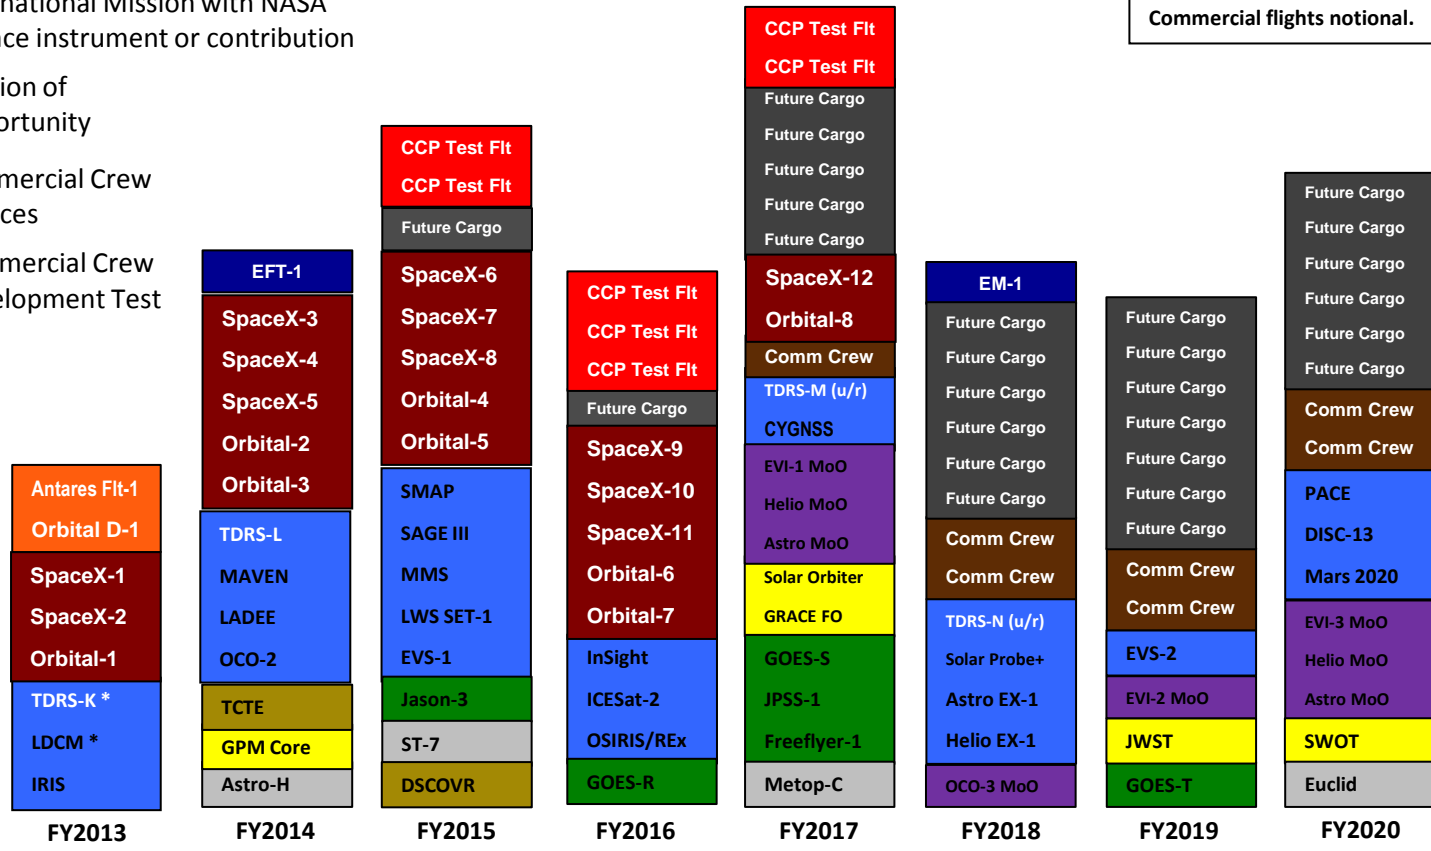 national Mission with NASA
nce instrument or contribution
ion of
ortunity
mercial Crew
ces
mercial Crew
elopment Test
Commercial flights notional.
Antares Flt-1
Orbital D-1
SpaceX-1
SpaceX-2
Orbital-1
TDRS-K *
LDCM *
IRIS
FY2013
EFT-1
SpaceX-3
SpaceX-4
SpaceX-5
Orbital-2
Orbital-3
TDRS-L
MAVEN
LADEE
OCO-2
TCTE
GPM Core
Astro-H
FY2014
CCP Test Flt
CCP Test Flt
Future Cargo
SpaceX-6
SpaceX-7
SpaceX-8
Orbital-4
Orbital-5
SMAP
SAGE III
MMS
LWS SET-1
EVS-1
Jason-3
ST-7
DSCOVR
FY2015
CCP Test Flt
CCP Test Flt
CCP Test Flt
Future Cargo
SpaceX-9
SpaceX-10
SpaceX-11
Orbital-6
Orbital-7
InSight
ICESat-2
OSIRIS/REx
GOES-R
FY2016
CCP Test Flt
CCP Test Flt
Future Cargo
Future Cargo
Future Cargo
Future Cargo
Future Cargo
SpaceX-12
Orbital-8
Comm Crew
TDRS-M (u/r)
CYGNSS
EVI-1 MoO
Helio MoO
Astro MoO
Solar Orbiter
GRACE FO
GOES-S
JPSS-1
Freeflyer-1
Metop-C
FY2017
EM-1
Future Cargo
Future Cargo
Future Cargo
Future Cargo
Future Cargo
Future Cargo
Comm Crew
Comm Crew
TDRS-N (u/r)
Solar Probe+
Astro EX-1
Helio EX-1
OCO-3 MoO
FY2018
Future Cargo
Future Cargo
Future Cargo
Future Cargo
Future Cargo
Future Cargo
Future Cargo
Comm Crew
Comm Crew
EVS-2
EVI-2 MoO
JWST
GOES-T
FY2019
Future Cargo
Future Cargo
Future Cargo
Future Cargo
Future Cargo
Future Cargo
Comm Crew
Comm Crew
PACE
DISC-13
Mars 2020
EVI-3 MoO
Helio MoO
Astro MoO
SWOT
Euclid
FY2020